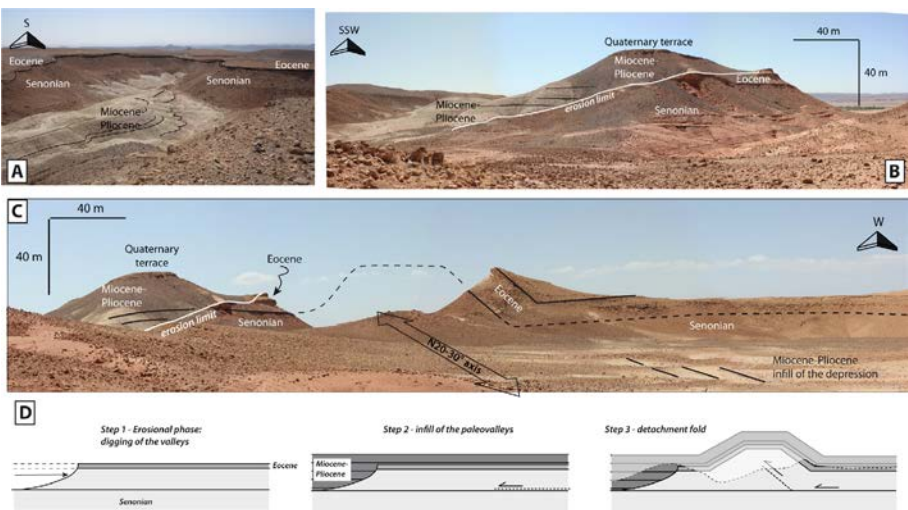 S
Eocene
Senonian
Senonian
Eocene
Miocene-
Pliocene
A
SSW
Quaternary terrace
Miocene-
Pliocene
Eocene
40 m
40 m
Miocene-
Pliocene
erosion limit
Senonian
B
C
40 m
40 m
Quaternary
terrace
Eocene
W
Miocene-
Pliocene
erosion limit
Senonian
Eocene
Senonian
N20-30° axis
Miocene-Pliocene
infill of the depression
D
Step 1 - Erosional phase:
digging of the valleys
Step 2 - infill of the paleovalleys
Step 3 - detachment fold
Eocene
Miocene-
Pliocene
Senonian